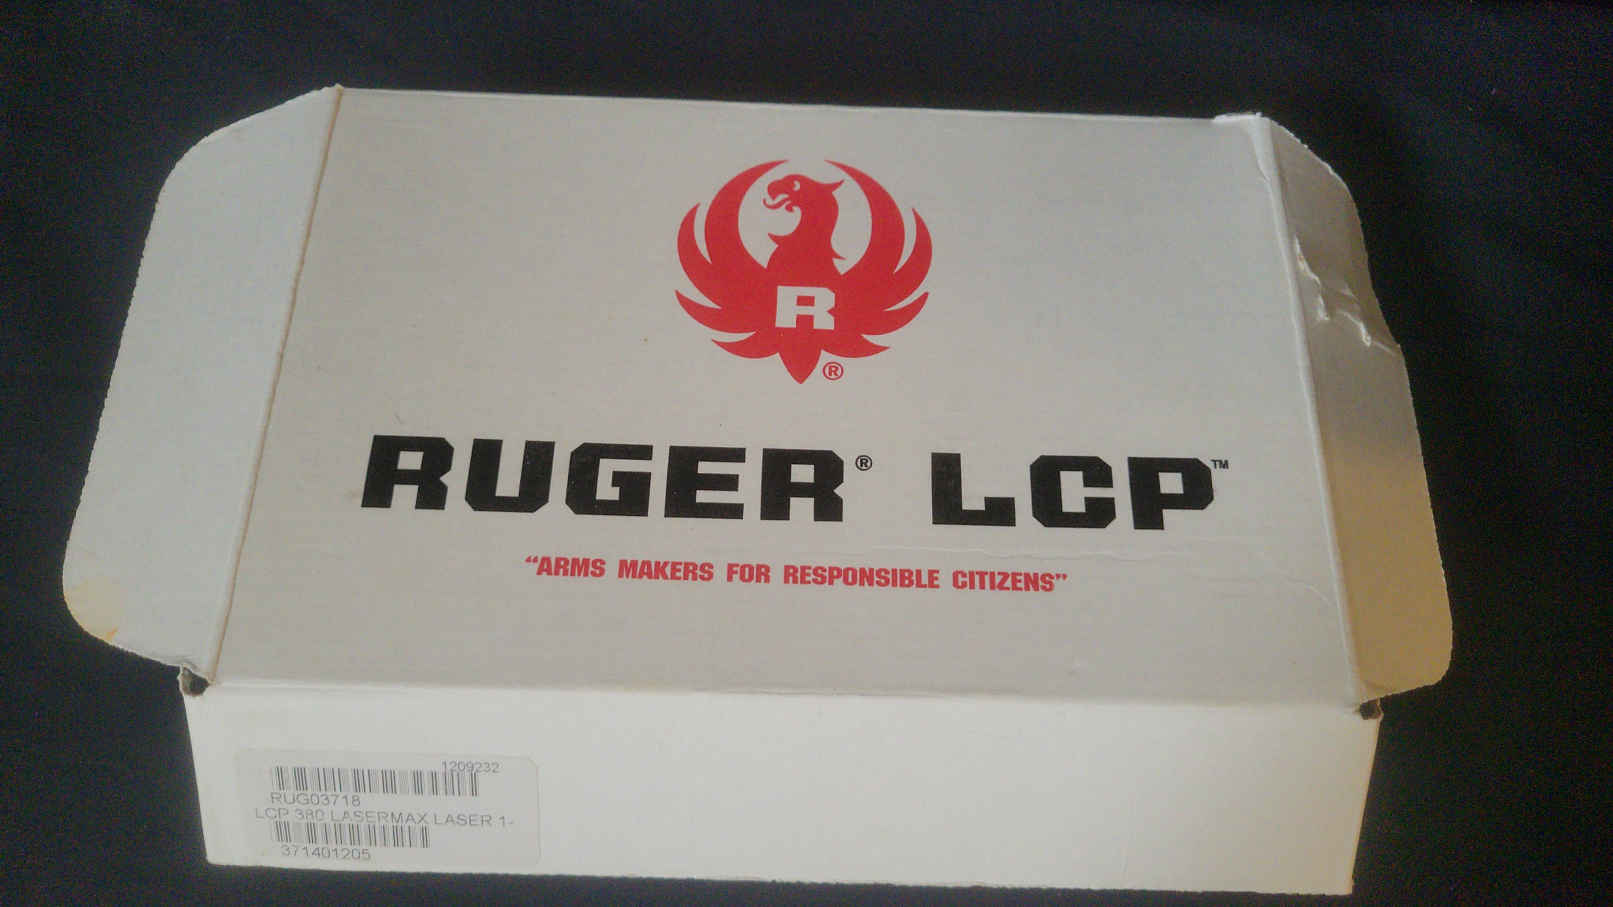 R
®
RUGER® LCP™
“ARMS MAKERS FOR RESPONSIBLE CITIZENS”
1209232
RUG03718
LCP 380 LASERMAX LASER 1-
371401205